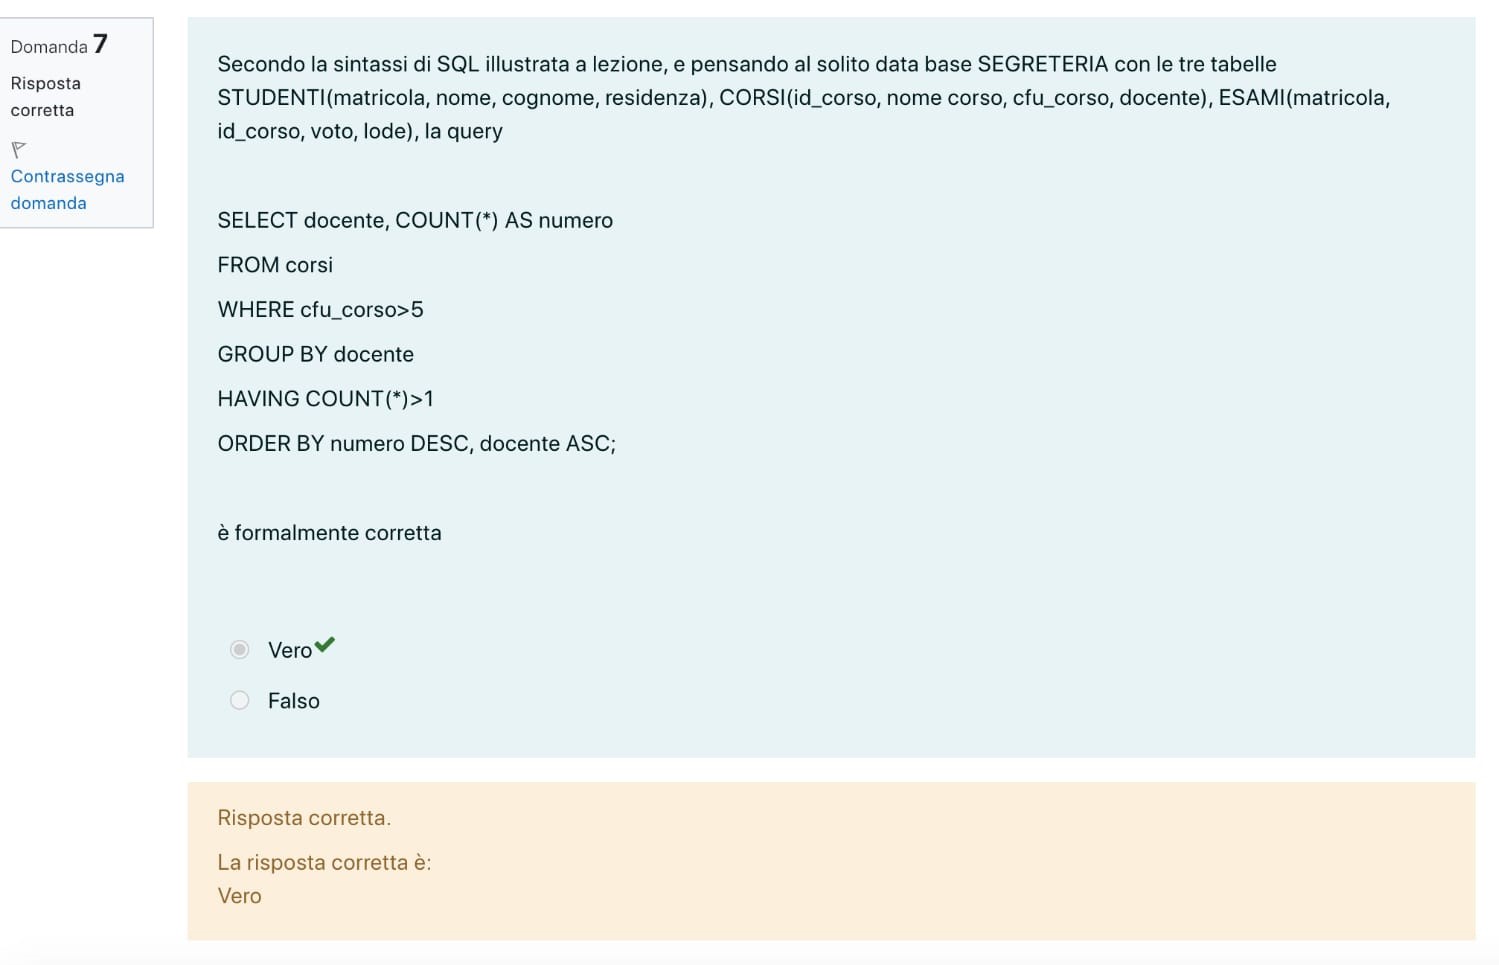 Domanda 7
Risposta
corretta
Contrassegna
domanda
Secondo la sintassi di SQL illustrata a lezione, e pensando al solito data base SEGRETERIA con le tre tabelle
STUDENTI(matricola, nome, cognome, residenza), CORSI(id_corso, nome corso, cfu_corso, docente), ESAMI(matricola,
id_corso, voto, lode), la query
SELECT docente, COUNT(*) AS numero
FROM corsi
WHERE cfu_corso>5
GROUP BY docente
HAVING COUNT(*)>1
ORDER BY numero DESC, docente ASC;
è formalmente corretta
Vero
Falso
Risposta corretta.
La risposta corretta è:
Vero